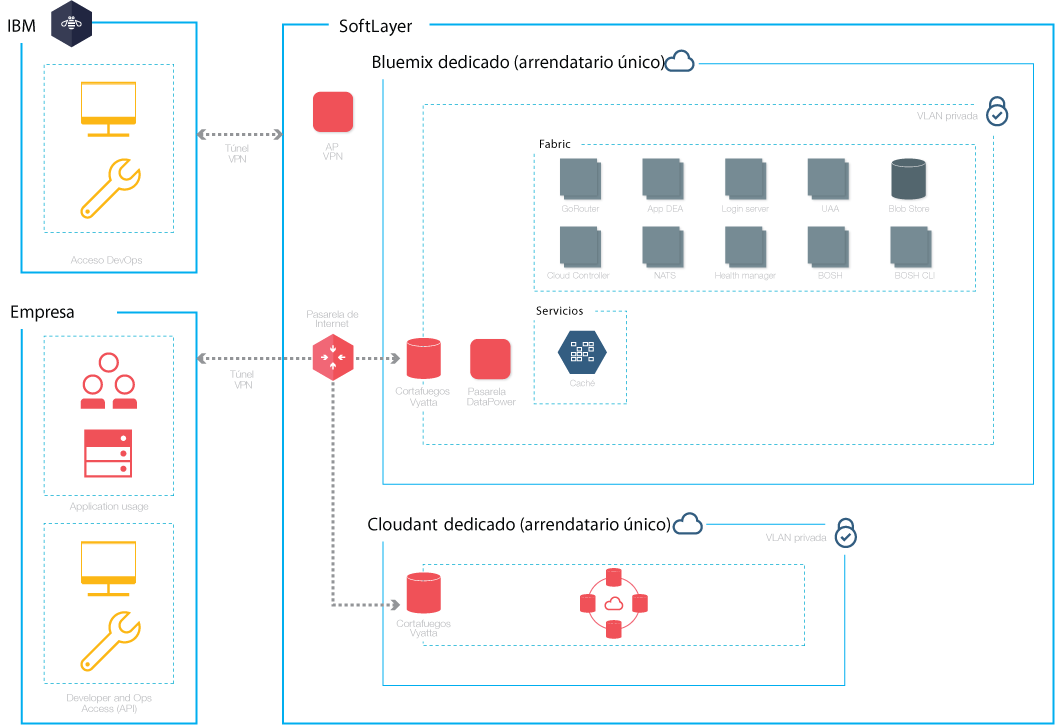 IBM
SoftLayer
Bluemix dedicado (arrendatario único)
VLAN privada
Túnel
VPN
AP
VPN
Fabric
GoRouter
App DEA
Login server
UAA
Blob Store
Cloud Controller
NATS
Health manager
BOSH
BOSH CLI
Acceso DevOps
Empresa
Pasarela de
Internet
Servicios
Túnel
VPN
Cortafuegos
Vyatta
Pasarela
DataPower
Caché
Application usage
Cloudant dedicado (arrendatario único)
VLAN privada
Cortafuegos
Vyatta
Developer and Ops
Access (API)